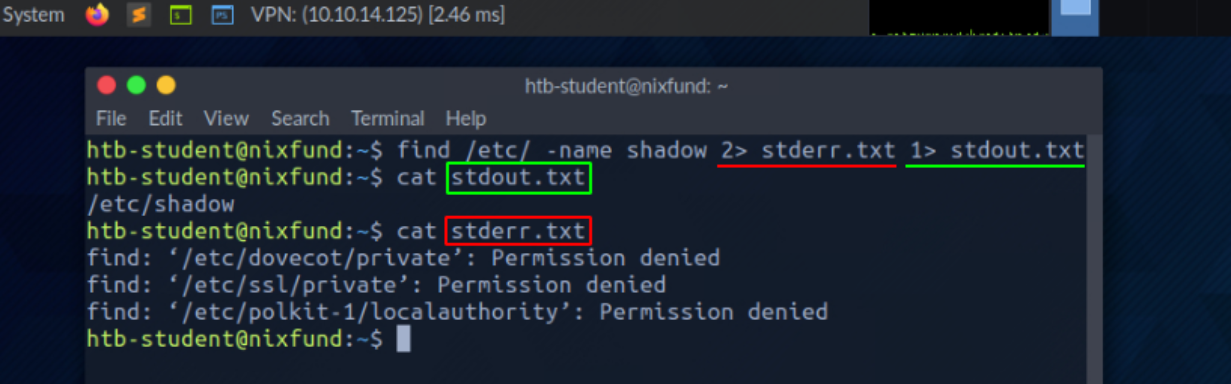 System VPN: (10.10.14.125) [2.46 ms]
htb-student@nixfund: ~
File Edit View Search Terminal Help
htb-student@nixfund:~$ find /etc/ -name shadow 2> stderr.txt 1> stdout.txt
htb-student@nixfund:~$ cat stdout.txt
/etc/shadow
htb-student@nixfund:~$ cat stderr.txt
find: ‘/etc/dovecot/private’: Permission denied
find: ‘/etc/ssl/private’: Permission denied
find: ‘/etc/polkit-1/localauthority’: Permission denied
htb-student@nixfund:~$